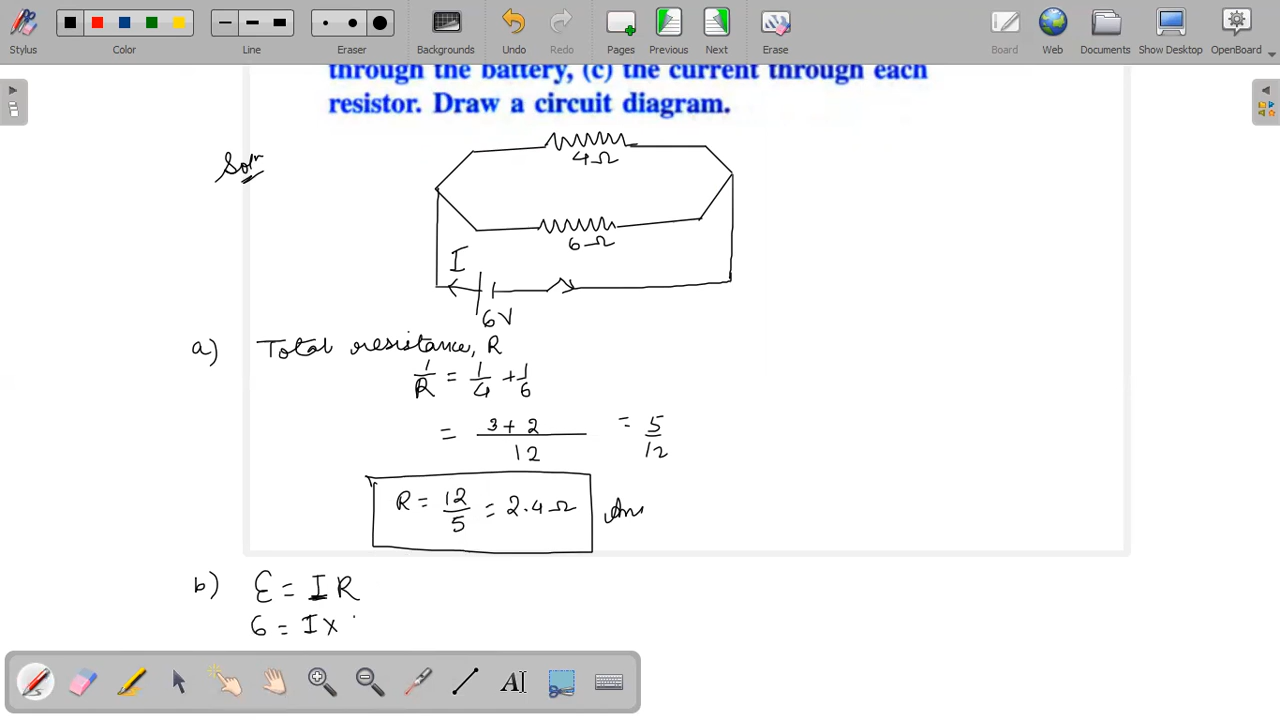 Stylus
Color
Line
Eraser
Backgrounds
Undo
Redo
Pages
Previous
Next
Erase
Board
Web
Documents
Show Desktop
OpenBoard
through the battery, (c) the current through each
resistor. Draw a circuit diagram.
Solⁿ
4Ω
6Ω
I
6V
a) Total resistance, R
1/R = 1/4 + 1/6
= 3+2/12 = 5/12
R = 12/5 = 2.4Ω Ans
b) Ɛ = I R
6 = I x